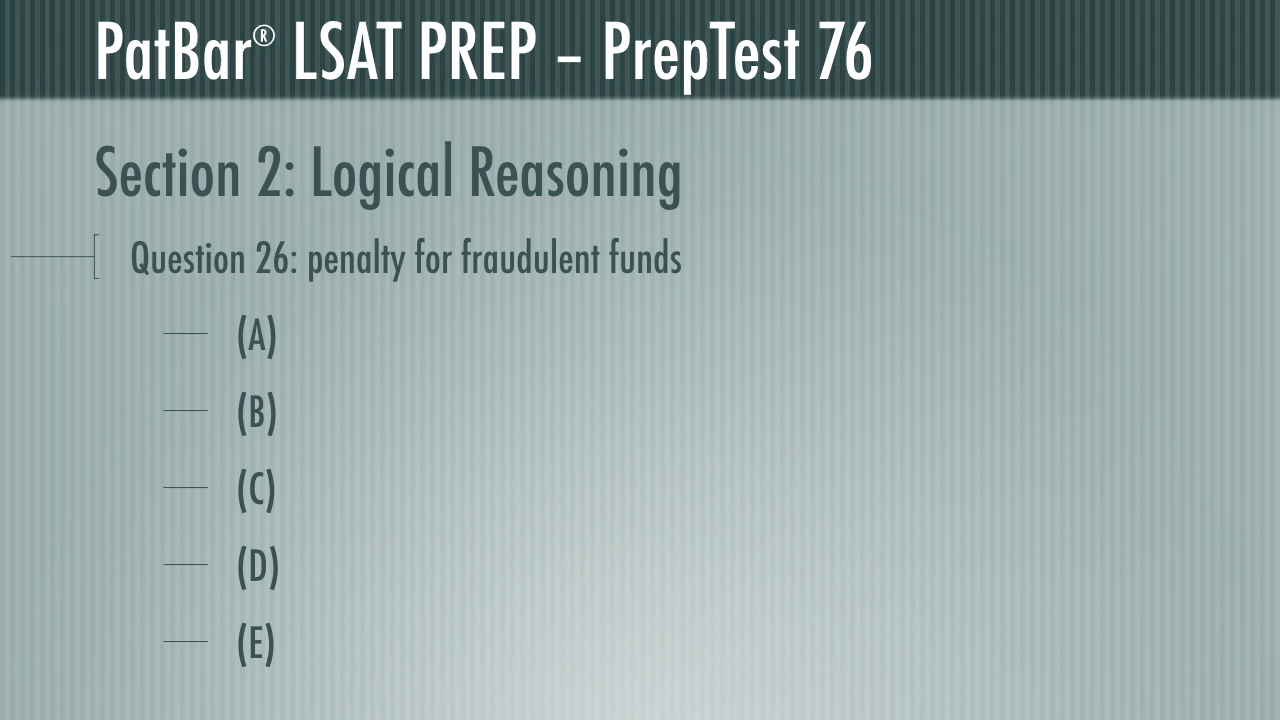 PatBar® LSAT PREP – PrepTest 76
Section 2: Logical Reasoning
Question 26: penalty for fraudulent funds
(A)
(B)
(C)
(D)
(E)